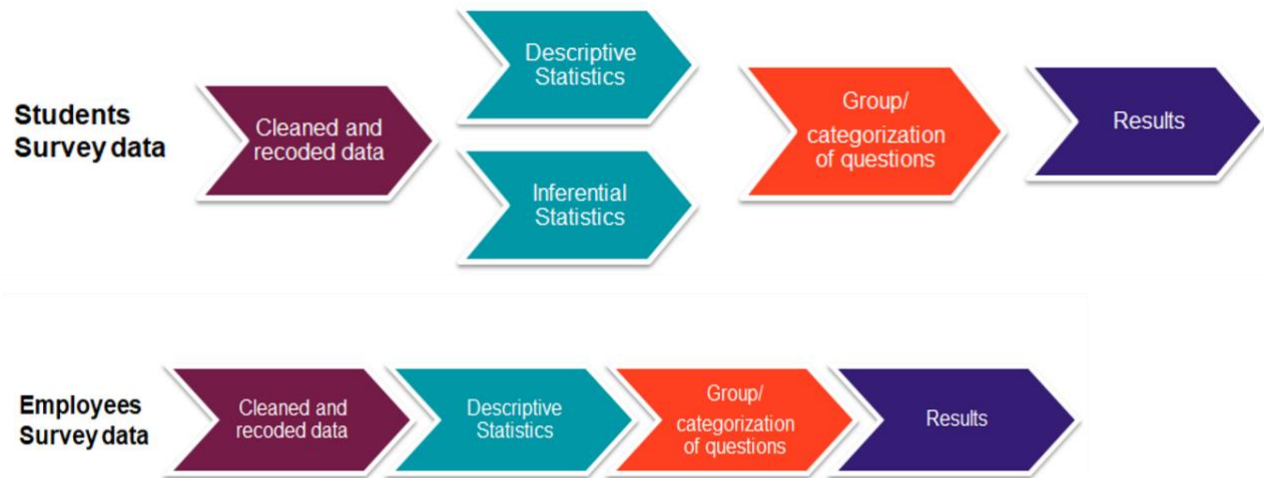 Students
Survey data
Cleaned and
recoded data
Descriptive
Statistics
Inferential
Statistics
Group/
categorization
of questions
Results
Employees
Survey data
Cleaned and
recoded data
Descriptive
Statistics
Group/
categorization
of questions
Results